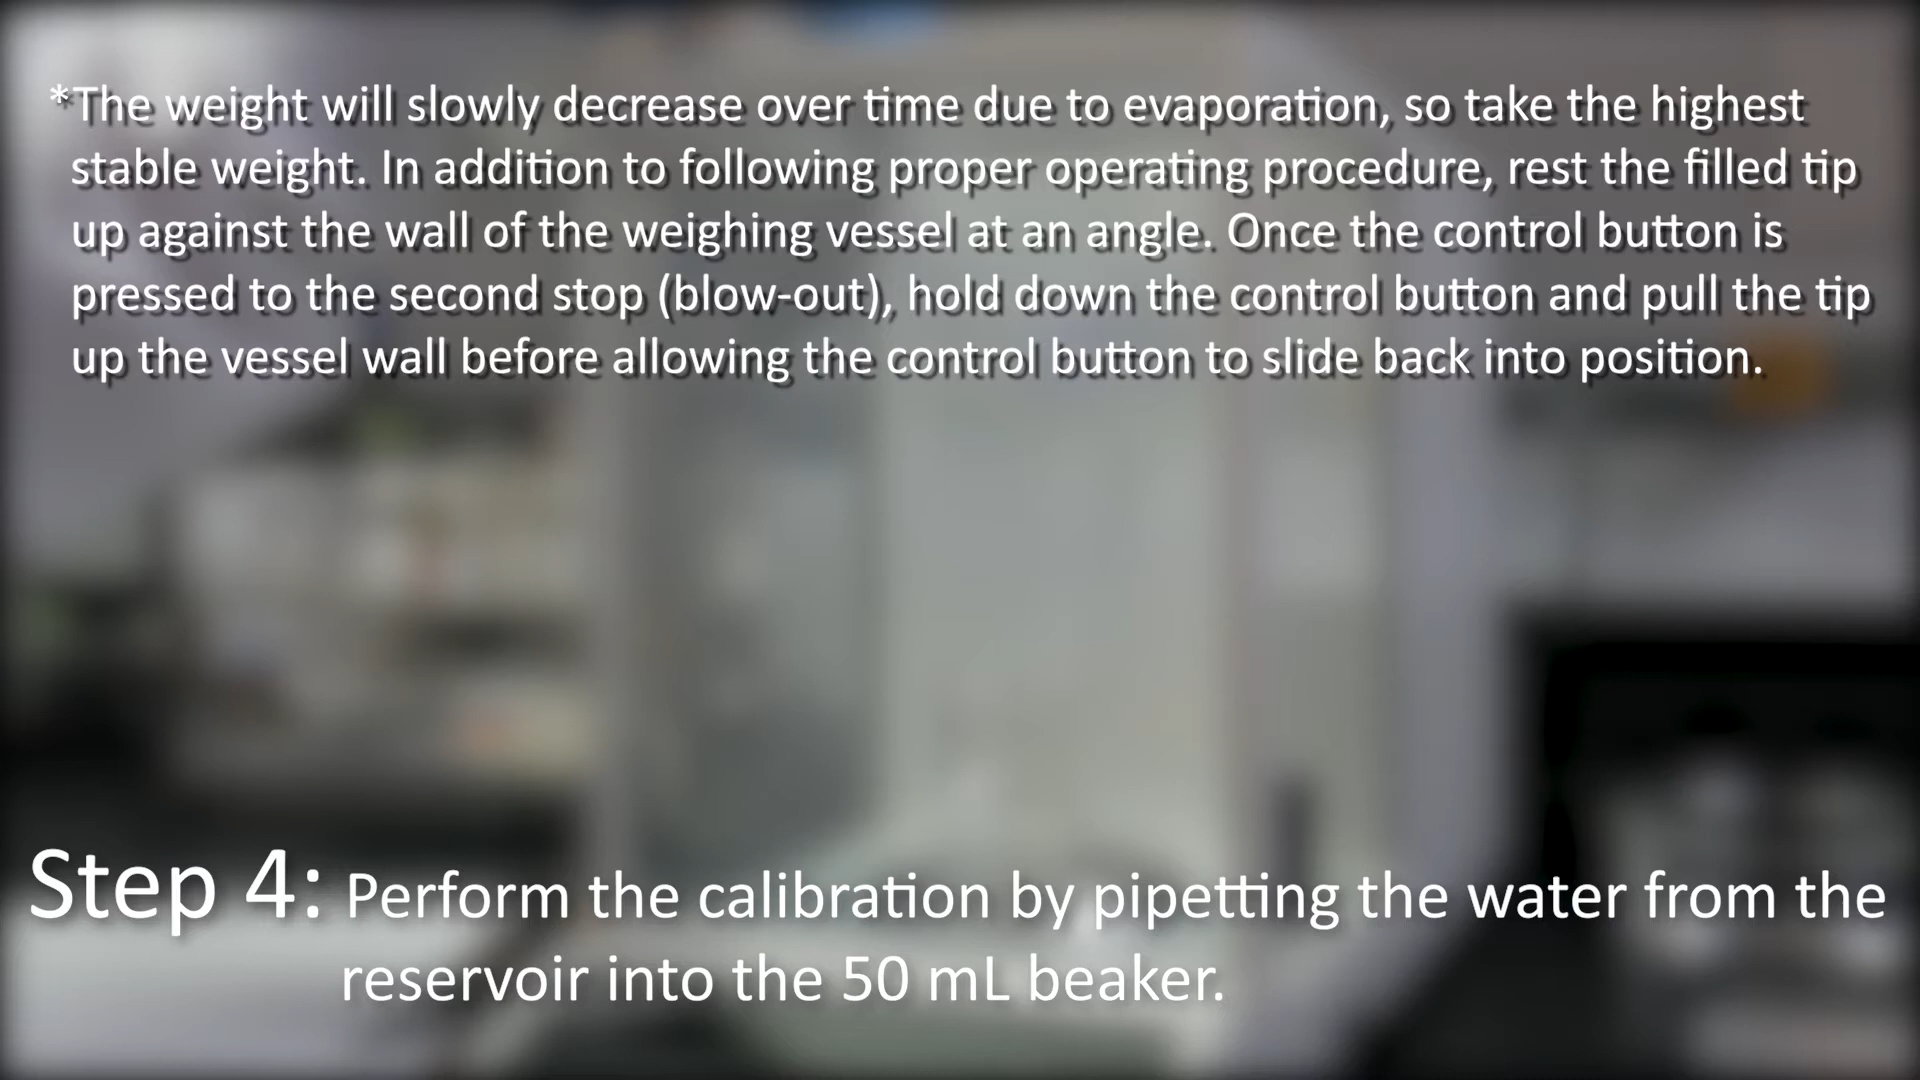 *The weight will slowly decrease over time due to evaporation, so take the highest
stable weight. In addition to following proper operating procedure, rest the filled tip
up against the wall of the weighing vessel at an angle. Once the control button is
pressed to the second stop (blow-out), hold down the control button and pull the tip
up the vessel wall before allowing the control button to slide back into position.
Step 4: Perform the calibration by pipetting the water from the
reservoir into the 50 mL beaker.